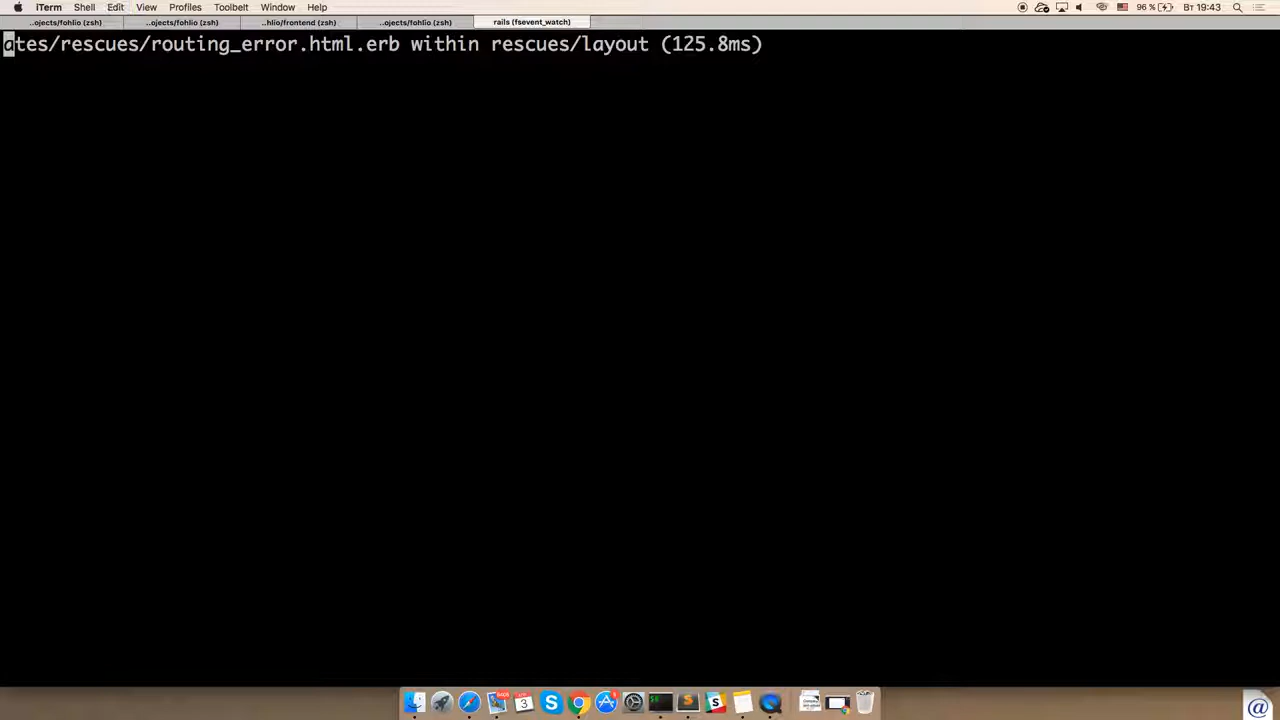 iTerm Shell Edit View Profiles Toolbelt Window Help 96 % Вт 19:43
..ojects/fohlio (zsh) ..ojects/fohlio (zsh) ..hlio/frontend (zsh) ..ojects/fohlio (zsh) rails (fsevent_watch)
ates/rescues/routing_error.html.erb within rescues/layout (125.8ms)
3